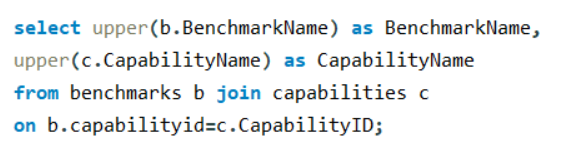 select upper(b.BenchmarkName) as BenchmarkName,
upper(c.CapabilityName) as CapabilityName
from benchmarks b join capabilities c
on b.capabilityid=c.CapabilityID;